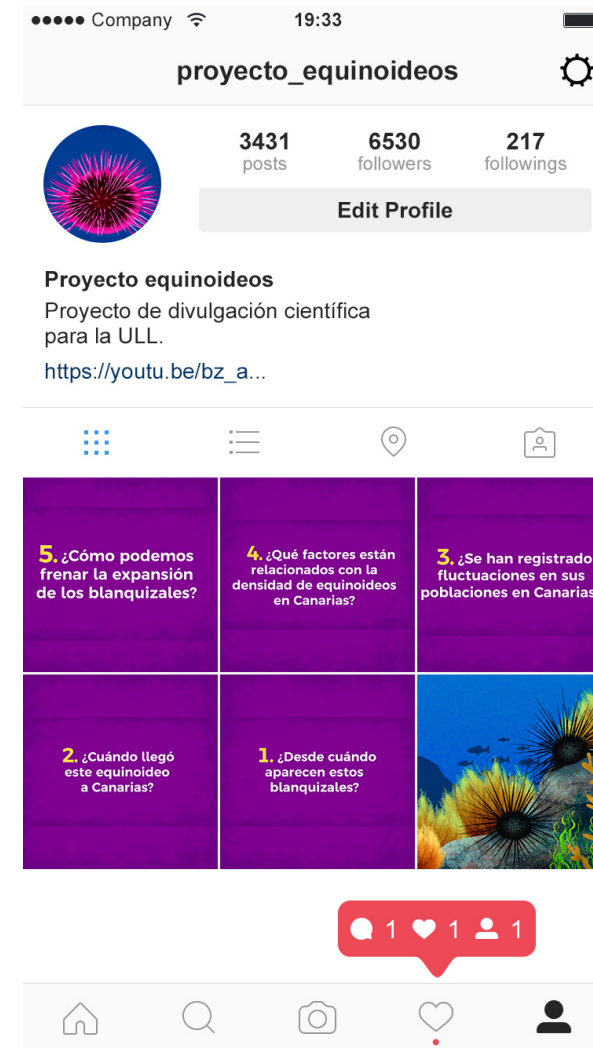 ●●●●● Company 19:33
proyecto_equinoideos
3431 6530 217
posts followers followings
Edit Profile
Proyecto equinoideos
Proyecto de divulgación científica
para la ULL.
https://youtu.be/bz_a...
5. ¿Cómo podemos
frenar la expansión
de los blanquizales?
4. ¿Qué factores están
relacionados con la
densidad de equinoideos
en Canarias?
3. ¿Se han registrado
fluctuaciones en sus
poblaciones en Canarias
2. ¿Cuándo llegó
este equinoideo
a Canarias?
1. ¿Desde cuándo
aparecen estos
blanquizales?
1 1 1